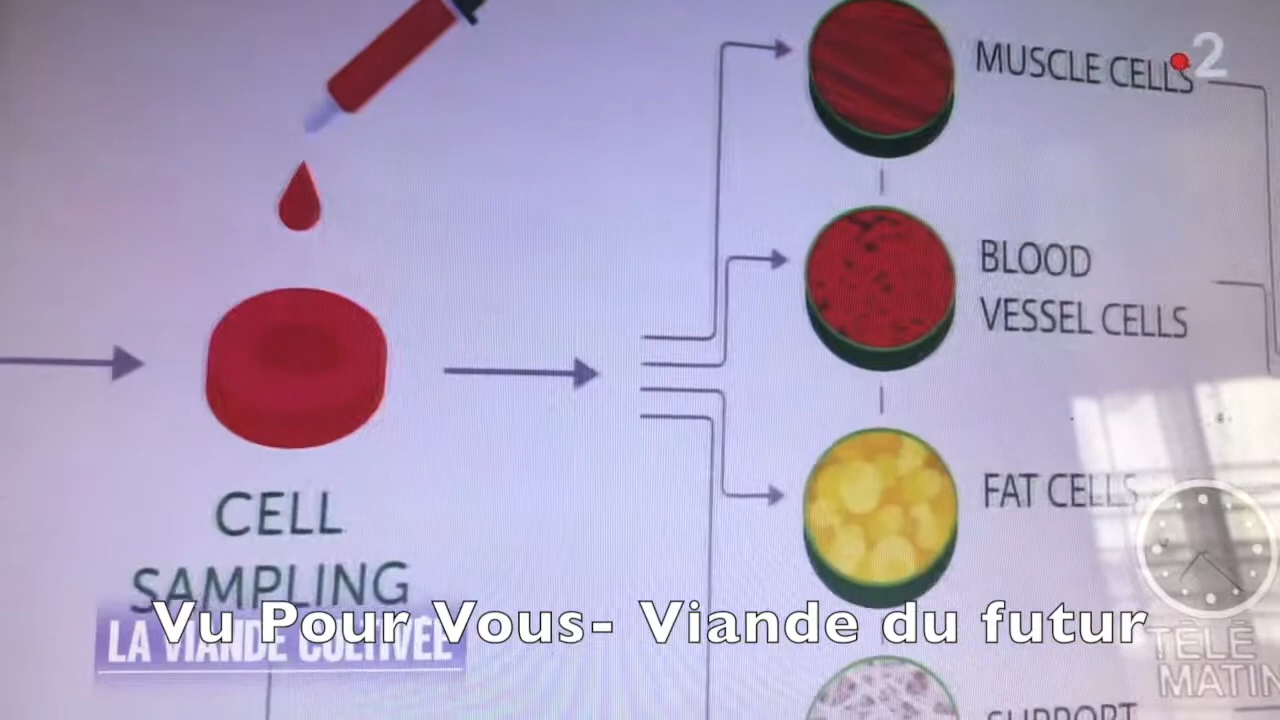 MUSCLE CELLS
2
BLOOD
VESSEL CELLS
FAT CELLS
CELL
SAMPLING
Vu Pour Vous- Viande du futur
LA VIANDE CULTIVÉE
TÉLÉ
MATIN
SUPPORT